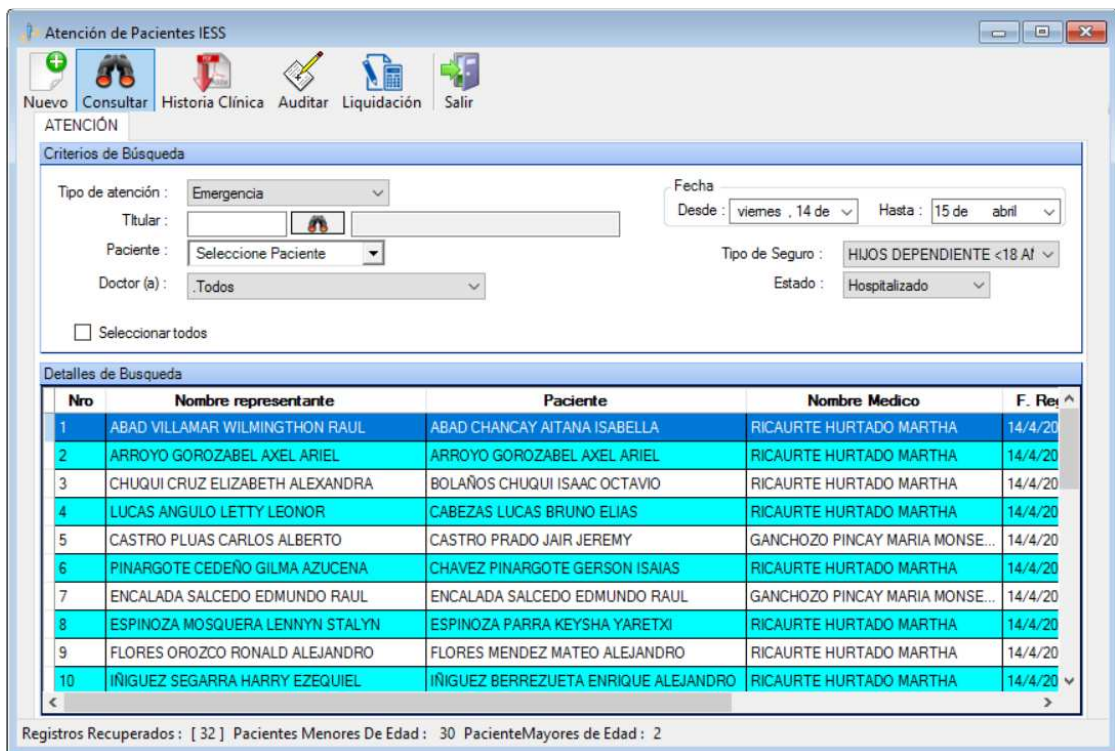 Atención de Pacientes IESS
Nuevo Consultar Historia Clínica Auditar Liquidación Salir
ATENCIÓN
Criterios de Búsqueda
Tipo de atención : Emergencia
Fecha
Desde : viernes , 14 de Hasta : 15 de abril
Títular :
Paciente : Seleccione Paciente
Tipo de Seguro : HIJOS DEPENDIENTE <18 A
Doctor (a) : .Todos
Estado : Hospitalizado
Seleccionar todos
Detalles de Busqueda
Nro Nombre representante Paciente Nombre Medico F. Reg
1 ABAD VILLAMAR WILMINGTHON RAUL ABAD CHANCAY AITANA ISABELLA RICAURTE HURTADO MARTHA 14/4/20
2 ARROYO GOROZABEL AXEL ARIEL ARROYO GOROZABEL AXEL ARIEL RICAURTE HURTADO MARTHA 14/4/20
3 CHUQUI CRUZ ELIZABETH ALEXANDRA BOLAÑOS CHUQUI ISAAC OCTAVIO RICAURTE HURTADO MARTHA 14/4/20
4 LUCAS ANGULO LETTY LEONOR CABEZAS LUCAS BRUNO ELIAS RICAURTE HURTADO MARTHA 14/4/20
5 CASTRO PLUAS CARLOS ALBERTO CASTRO PRADO JAIR JEREMY GANCHOZO PINCAY MARIA MONSE... 14/4/20
6 PINARGOTE CEDEÑO GILMA AZUCENA CHAVEZ PINARGOTE GERSON ISAIAS RICAURTE HURTADO MARTHA 14/4/20
7 ENCALADA SALCEDO EDMUNDO RAUL ENCALADA SALCEDO EDMUNDO RAUL GANCHOZO PINCAY MARIA MONSE... 14/4/20
8 ESPINOZA MOSQUERA LENNYN STALYN ESPINOZA PARRA KEYSHA YARETXI RICAURTE HURTADO MARTHA 14/4/20
9 FLORES OROZCO RONALD ALEJANDRO FLORES MENDEZ MATEO ALEJANDRO RICAURTE HURTADO MARTHA 14/4/20
10 IÑIGUEZ SEGARRA HARRY EZEQUIEL IÑIGUEZ BERREZUETA ENRIQUE ALEJANDRO RICAURTE HURTADO MARTHA 14/4/20
Registros Recuperados : [ 32 ] Pacientes Menores De Edad : 30 PacienteMayores de Edad : 2